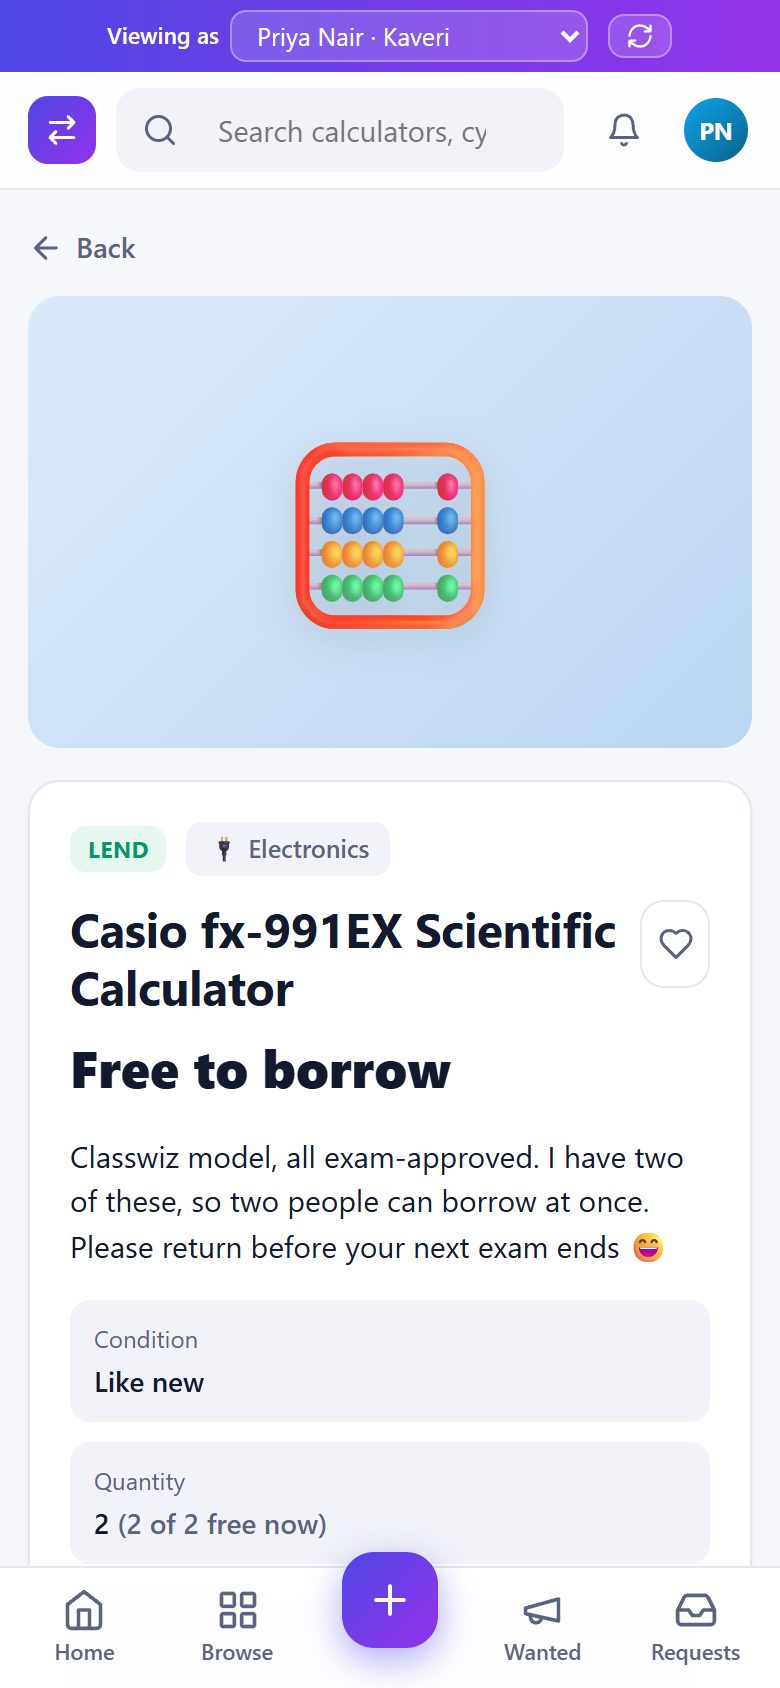 Viewing as
Priya Nair · Kaveri
Search calculators, cy
PN
Back
LEND
Electronics
Casio fx-991EX Scientific
Calculator
Free to borrow
Classwiz model, all exam-approved. I have two
of these, so two people can borrow at once.
Please return before your next exam ends 😄
Condition
Like new
Quantity
2 (2 of 2 free now)
Home
Browse
Wanted
Requests